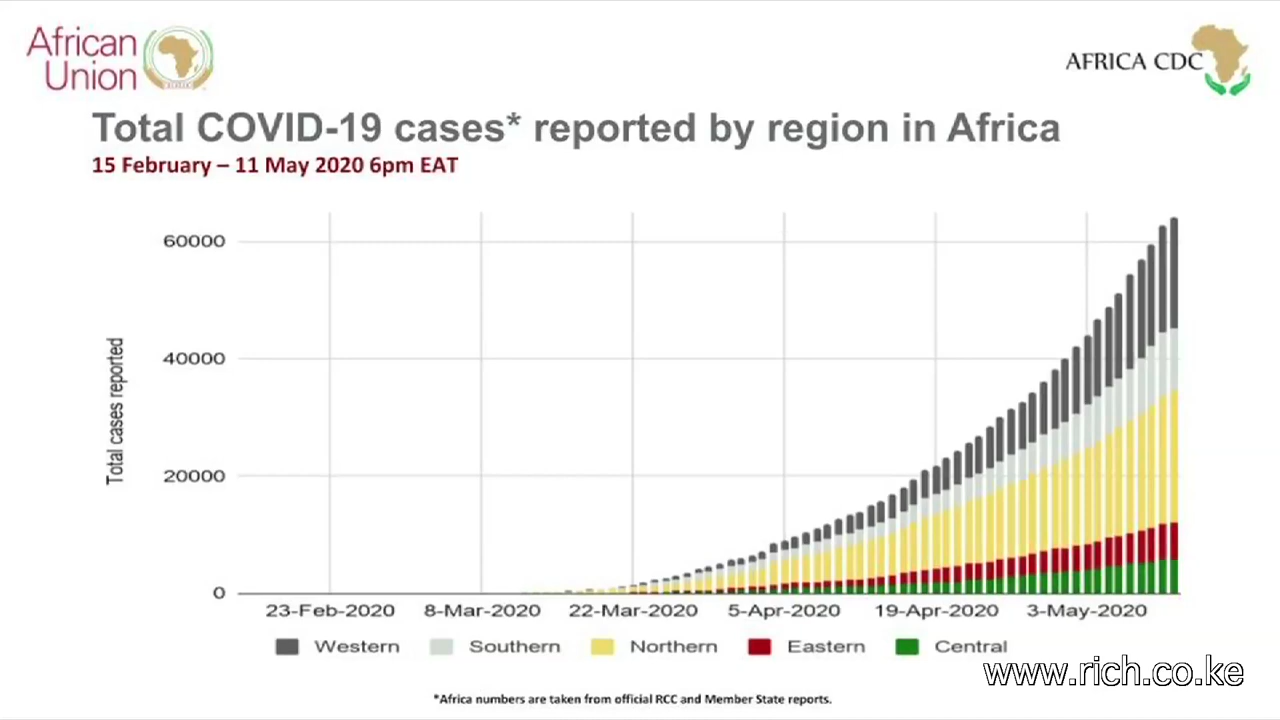 African
Union
AFRICA CDC
Total COVID-19 cases* reported by region in Africa
15 February – 11 May 2020 6pm EAT
Total cases reported
60000
40000
20000
0
23-Feb-2020 8-Mar-2020 22-Mar-2020 5-Apr-2020 19-Apr-2020 3-May-2020
Western Southern Northern Eastern Central
www.rich.co.ke
*Africa numbers are taken from official RCC and Member State reports.